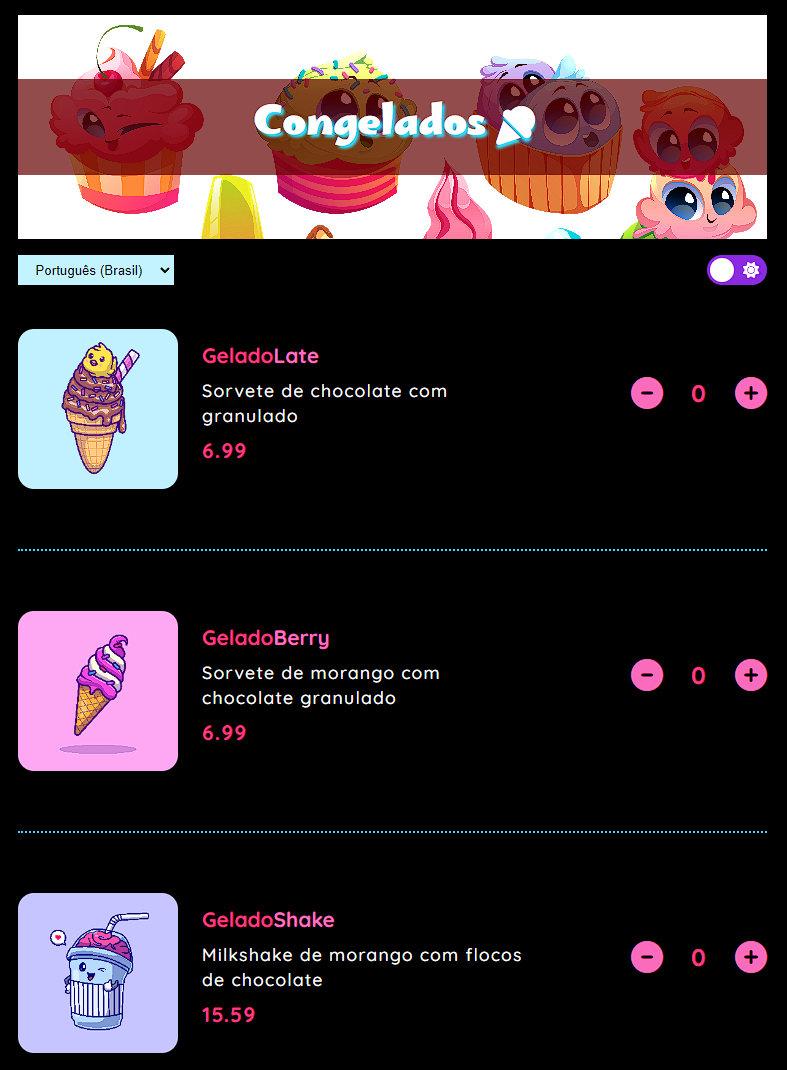 Congelados
Português (Brasil)
GeladoLate
Sorvete de chocolate com
granulado
6.99
0
GeladoBerry
Sorvete de morango com
chocolate granulado
6.99
0
GeladoShake
Milkshake de morango com flocos
de chocolate
15.59
0